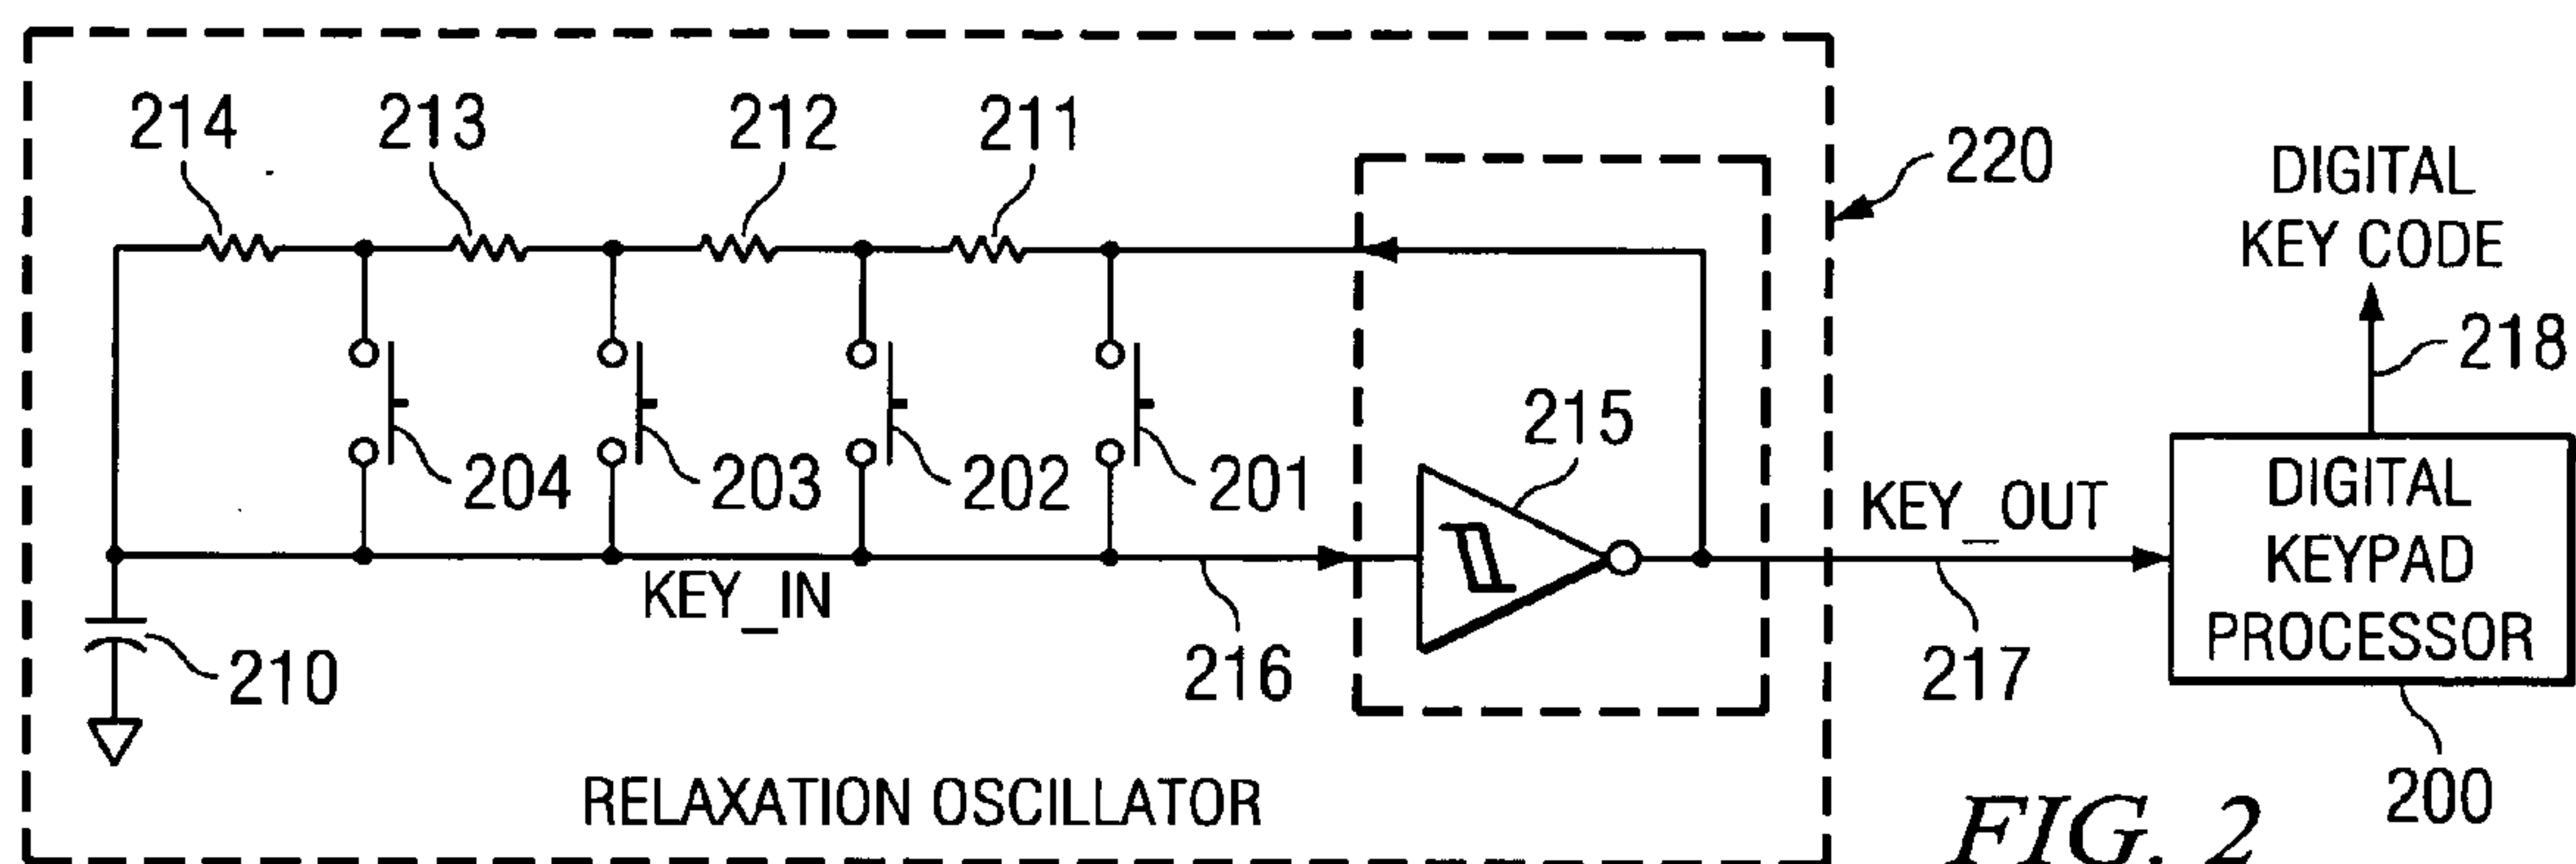 214
213
212
211
220
DIGITAL
KEY CODE
218
215
204
203
202
201
KEY_OUT
DIGITAL
KEYPAD
PROCESSOR
KEY_IN
210
216
217
200
RELAXATION OSCILLATOR
FIG. 2